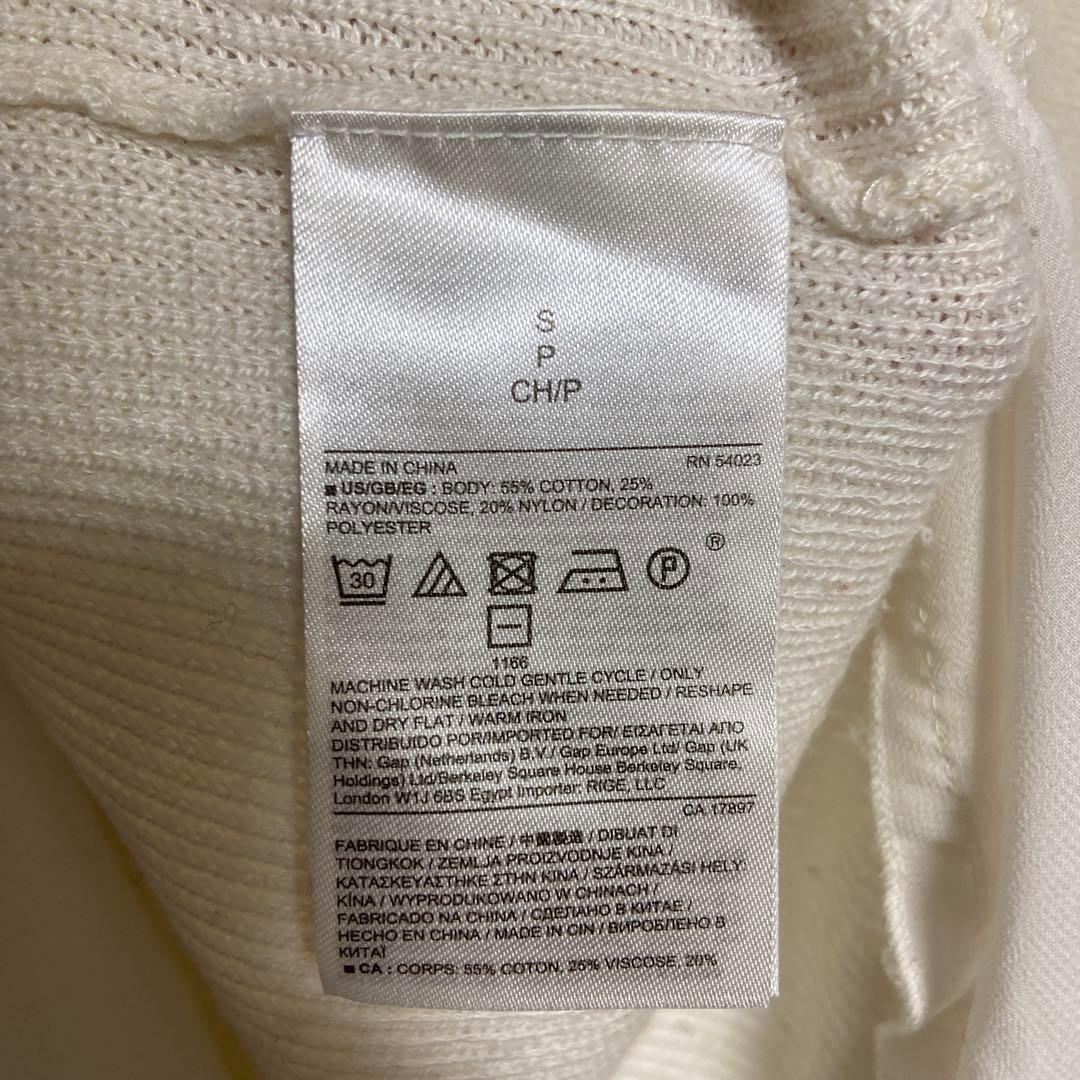 S
P
CH/P
MADE IN CHINA RN 54023
■ US/GB/EG : BODY: 55% COTTON, 25%
RAYON/VISCOSE, 20% NYLON / DECORATION: 100%
POLYESTER
30 P ®
1166
MACHINE WASH COLD GENTLE CYCLE / ONLY
NON-CHLORINE BLEACH WHEN NEEDED / RESHAPE
AND DRY FLAT / WARM IRON
DISTRIBUIDO POR/IMPORTED FOR/ ΕΙΣΑΓΕΤΑΙ ΑΠΟ
ΤΗΝ: Gap (Netherlands) B.V./ Gap Europe Ltd/ Gap (UK
Holdings) Ltd/Berkeley Square House Berkeley Square,
London W1J 6BS Egypt Importer: RIGE, LLC
CA 17897
FABRIQUE EN CHINE / 中國製造 / DIBUAT DI
TIONGKOK / ZEMLJA PROIZVODNJE KINA /
ΚΑΤΑΣΚΕΥΑΣΤΗΚΕ ΣΤΗΝ ΚΙΝΑ / SZÁRMAZÁSI HELY:
KÍNA / WYPRODUKOWANO W CHINACH /
FABRICADO NA CHINA / СДЕЛАНО В КИТАЕ /
HECHO EN CHINA / MADE IN CIN / ВИРОБЛЕНО В
КИТАЇ
■ CA : CORPS: 55% COTON, 25% VISCOSE, 20%